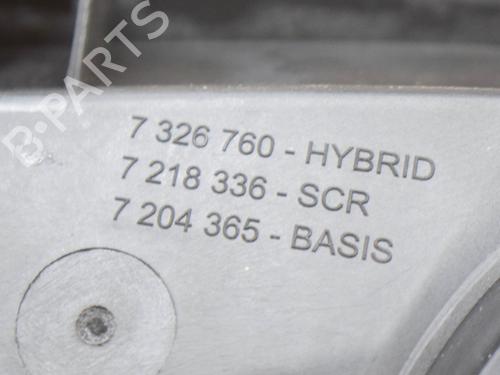 B-PARTS
7 326 760 - HYBRID
7 218 336 - SCR
7 204 365 - BASIS